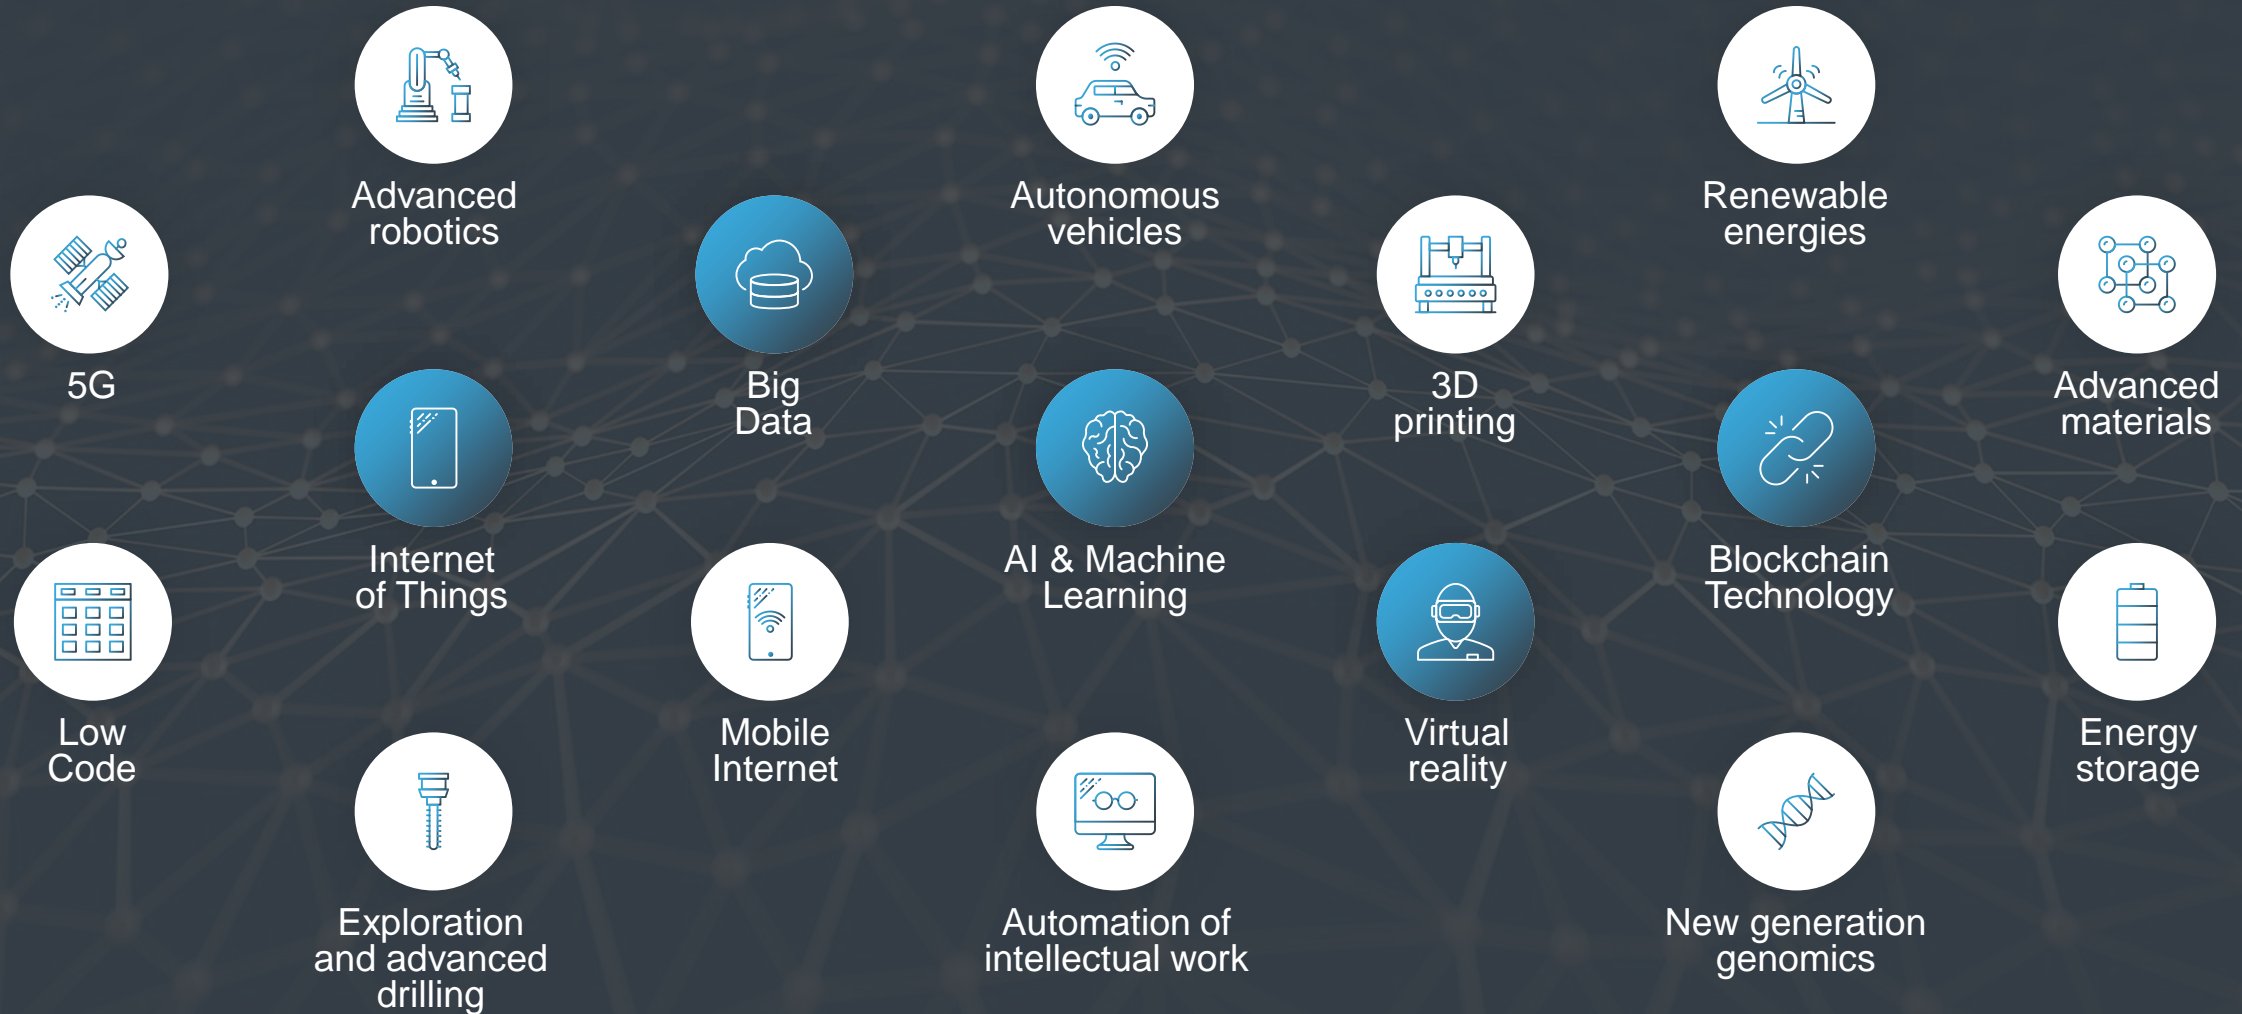 Advanced
robotics
Autonomous
vehicles
Renewable
energies
5G
Big
Data
3D
printing
Advanced
materials
Internet
of Things
AI & Machine
Learning
Blockchain
Technology
Low
Code
Mobile
Internet
Virtual
reality
Energy
storage
Exploration
and advanced
drilling
Automation of
intellectual work
New generation
genomics